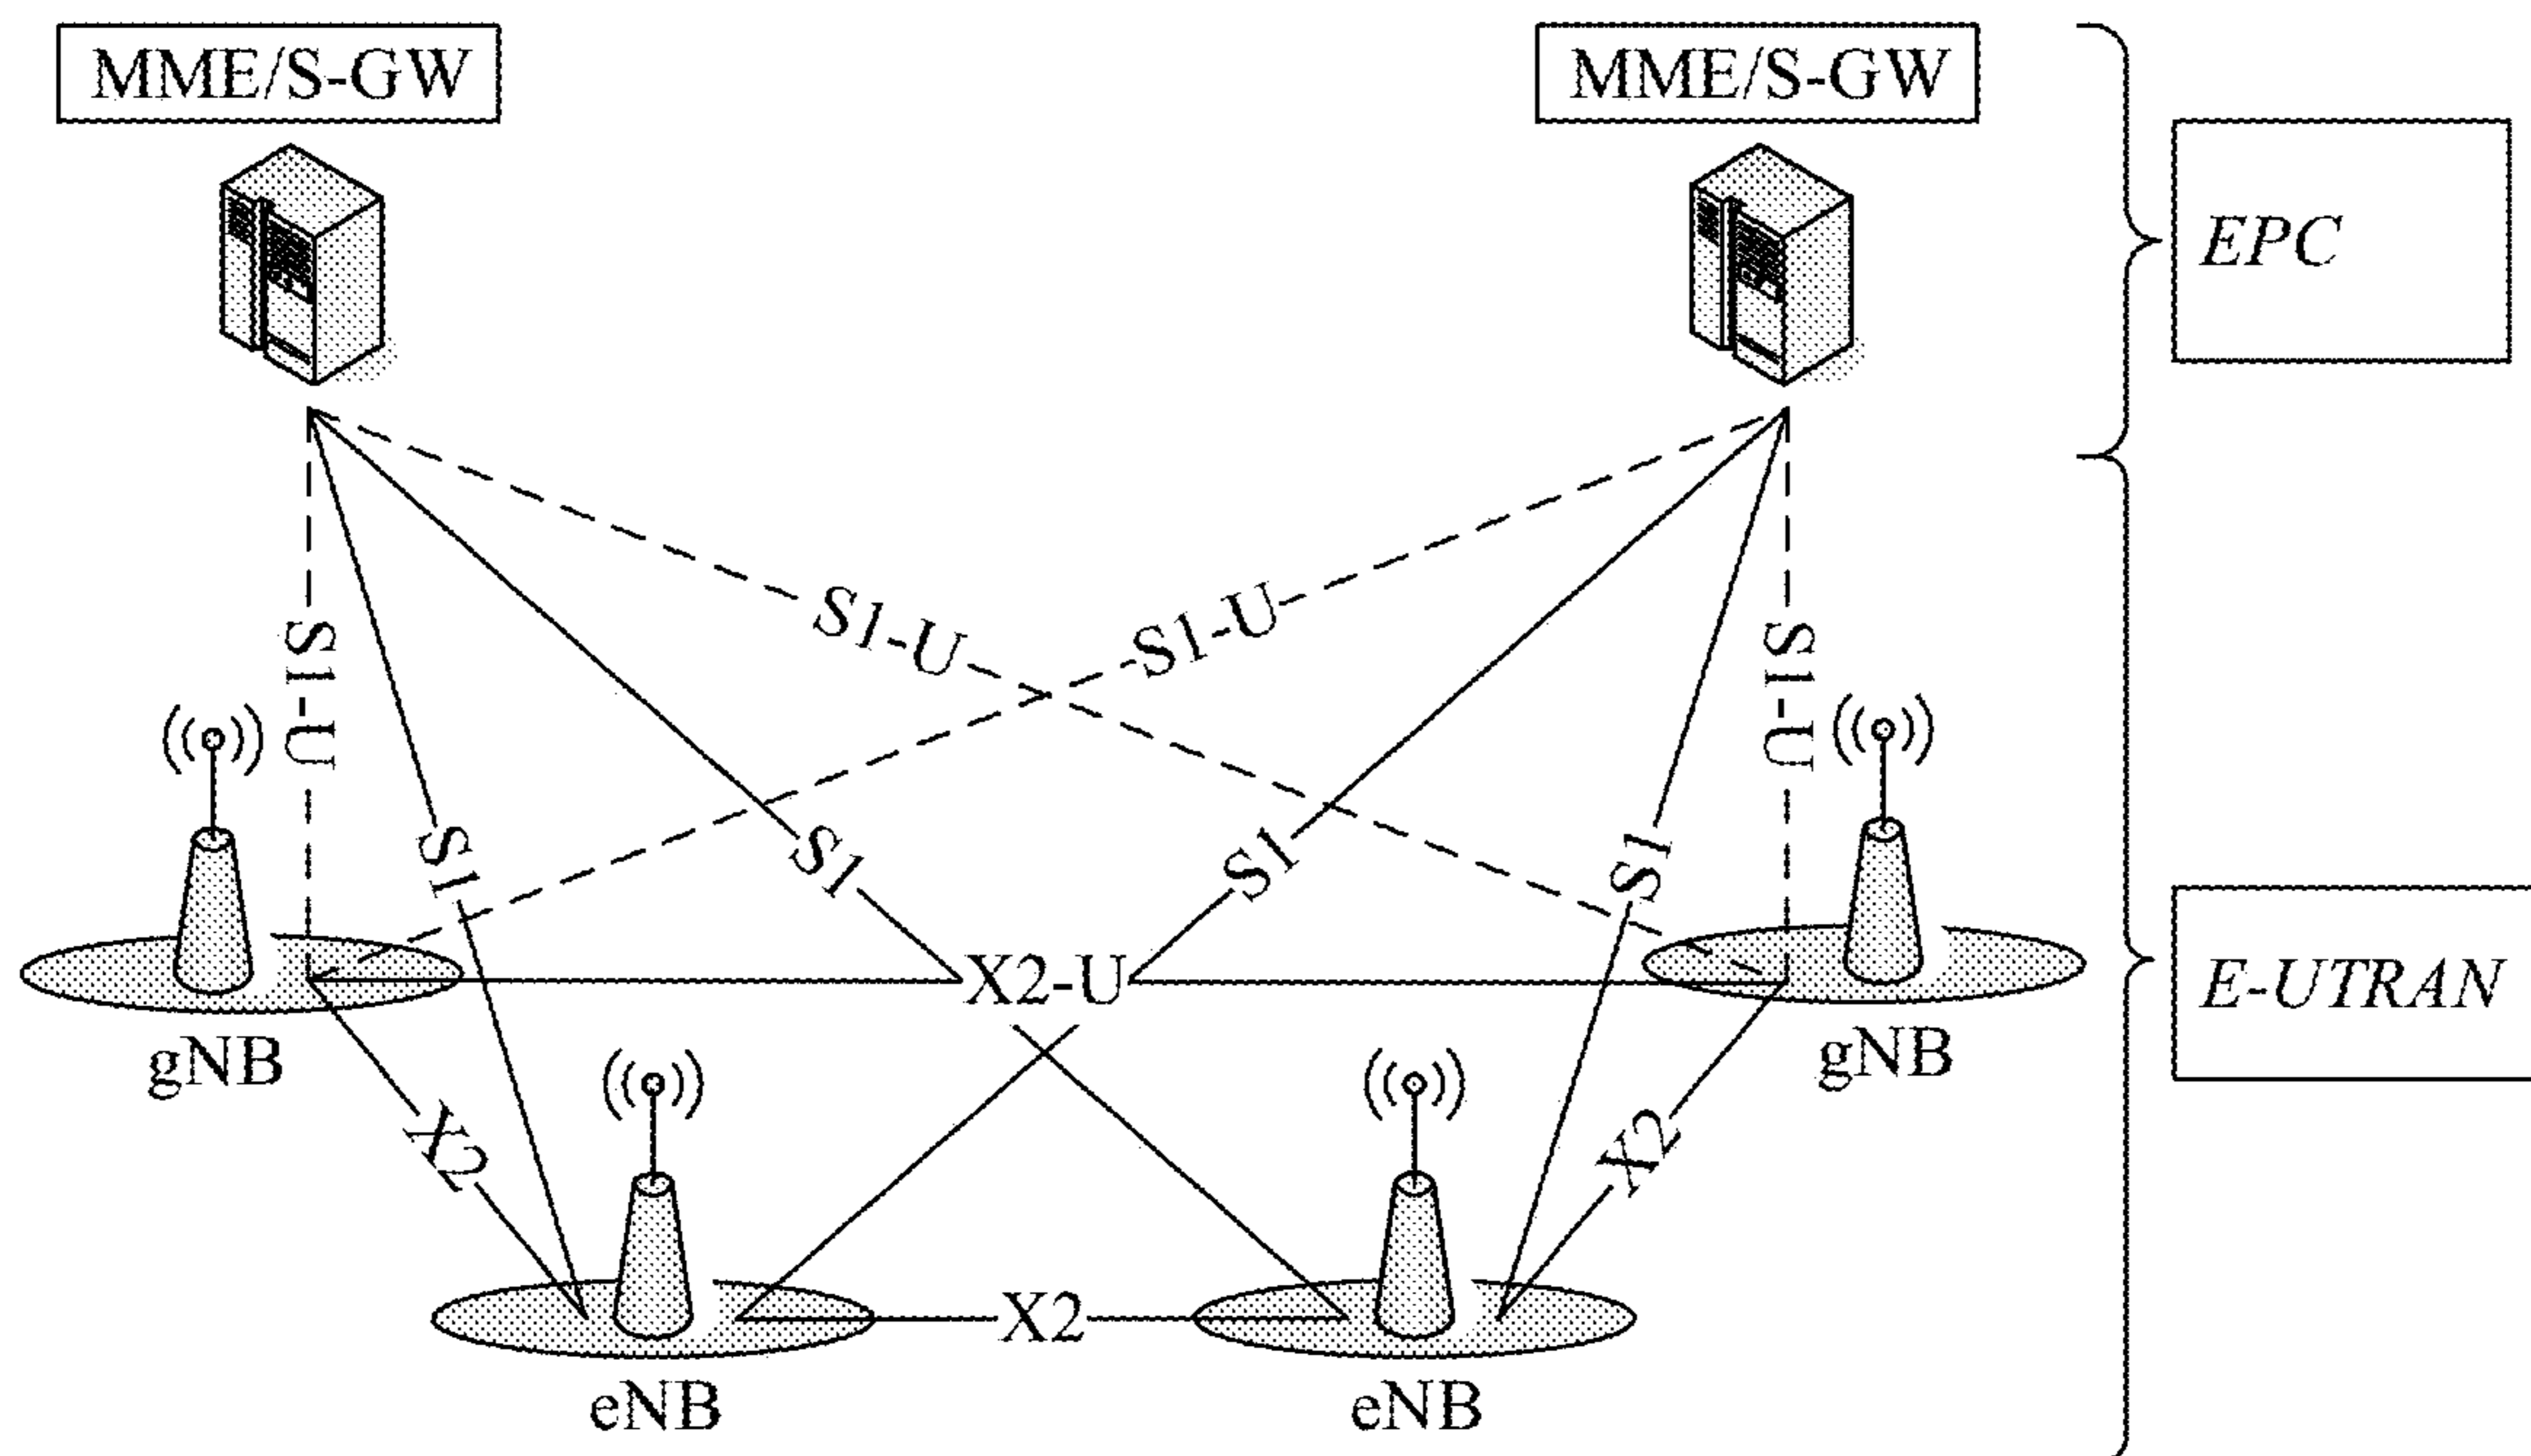 MME/S-GW
MME/S-GW
EPC
S1-U
S1-U
S1-U
S1-U
S1
S1
S1
S1
X2-U
E-UTRAN
gNB
gNB
X2
X2
X2
eNB
eNB